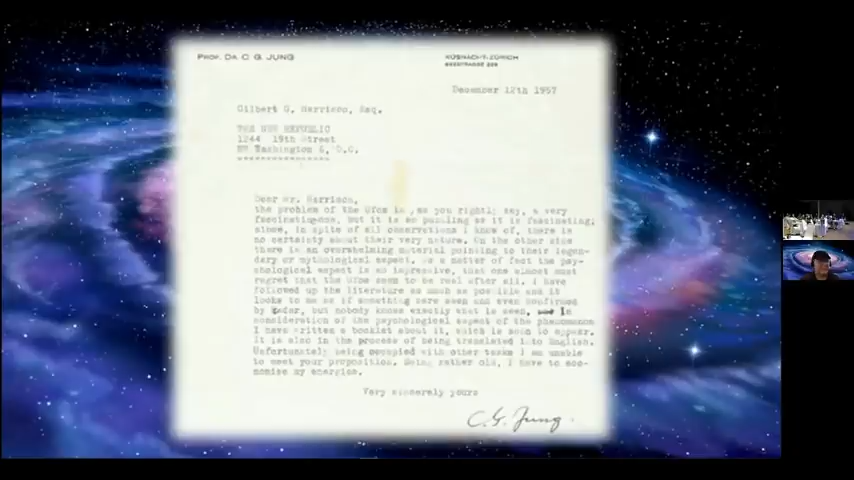 PROF. DR. C. G. JUNG
KÜSNACHT-ZÜRICH
SEESTRASSE 228
December 12th 1957
Gilbert G. Harrison, Esq.
THE NEW REPUBLIC
1244 19th Street
NW Washington 6, D.C.
Dear Mr. Harrison,
the problem of the Ufos is, as you rightly say, a very
fascinating one, but it is as puzzling as it is fascinating;
since, in spite of all observations I know of, there is
no certainty about their very nature. On the other side
there is an overwhelming material pointing to their legen-
dary or mythological aspect. As a matter of fact the psy-
chological aspect is so impressive, that one almost must
regret that the Ufos seem to be real after all. I have
followed up the literature as much as possible and it
looks to me as if something were seen and even confirmed
by radar, but nobody knows exactly what is seen. In
consideration of the psychological aspect of the phenomenon
I have written a booklet about it, which is soon to appear.
It is also in the process of being translated into English.
Unfortunately being occupied with other tasks I am unable
to meet your proposition. Being rather old, I have to eco-
nomise my energies.
Very sincerely yours
C. G. Jung.